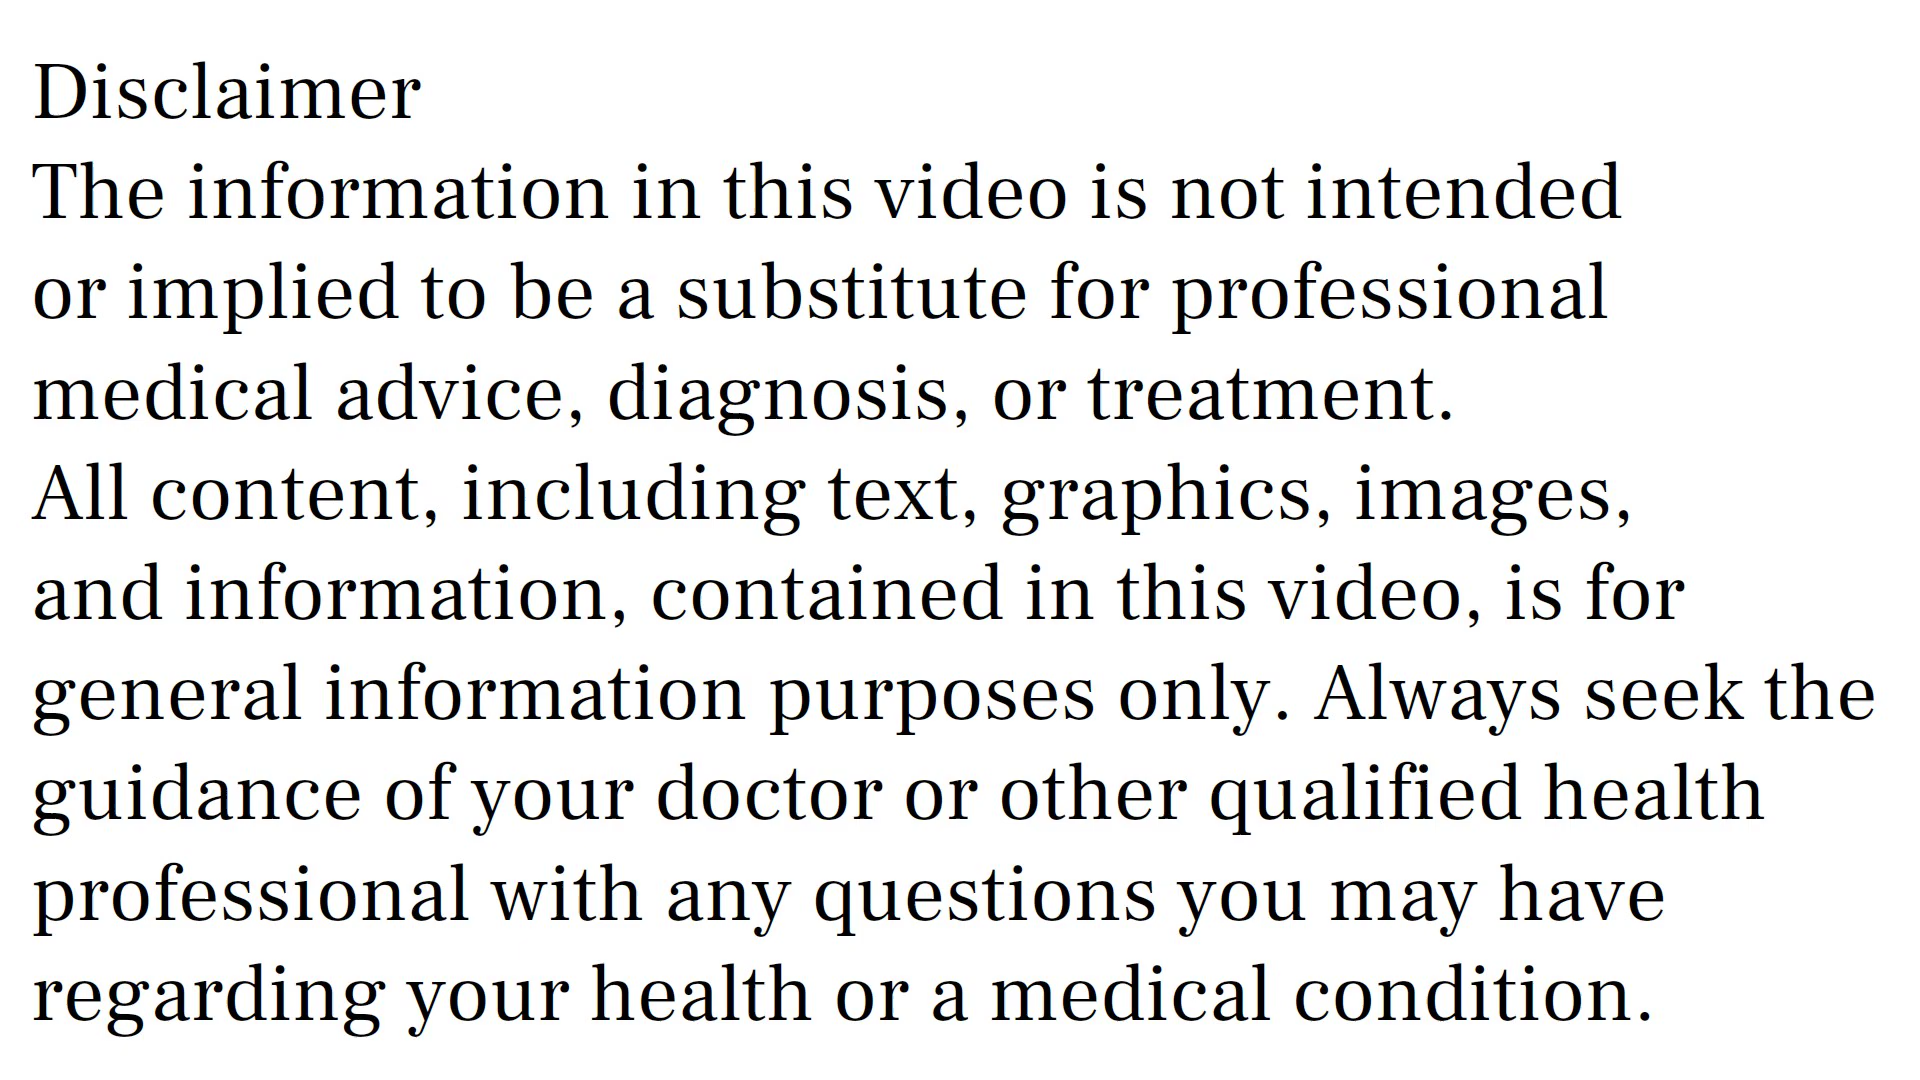 Disclaimer
The information in this video is not intended
or implied to be a substitute for professional
medical advice, diagnosis, or treatment.
All content, including text, graphics, images,
and information, contained in this video, is for
general information purposes only. Always seek the
guidance of your doctor or other qualified health
professional with any questions you may have
regarding your health or a medical condition.